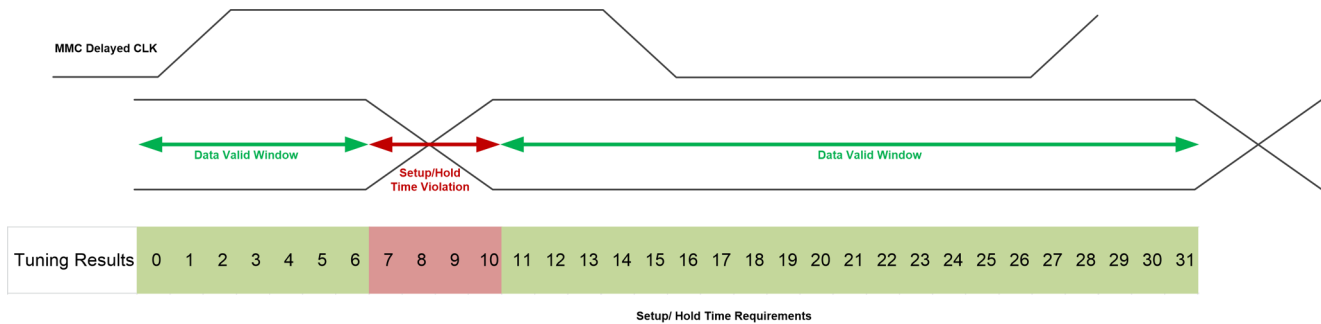 MMC Delayed CLK
Data Valid Window
Setup/Hold
Time Violation
Data Valid Window
Tuning Results 0 1 2 3 4 5 6 7 8 9 10 11 12 13 14 15 16 17 18 19 20 21 22 23 24 25 26 27 28 29 30 31
Setup/ Hold Time Requirements